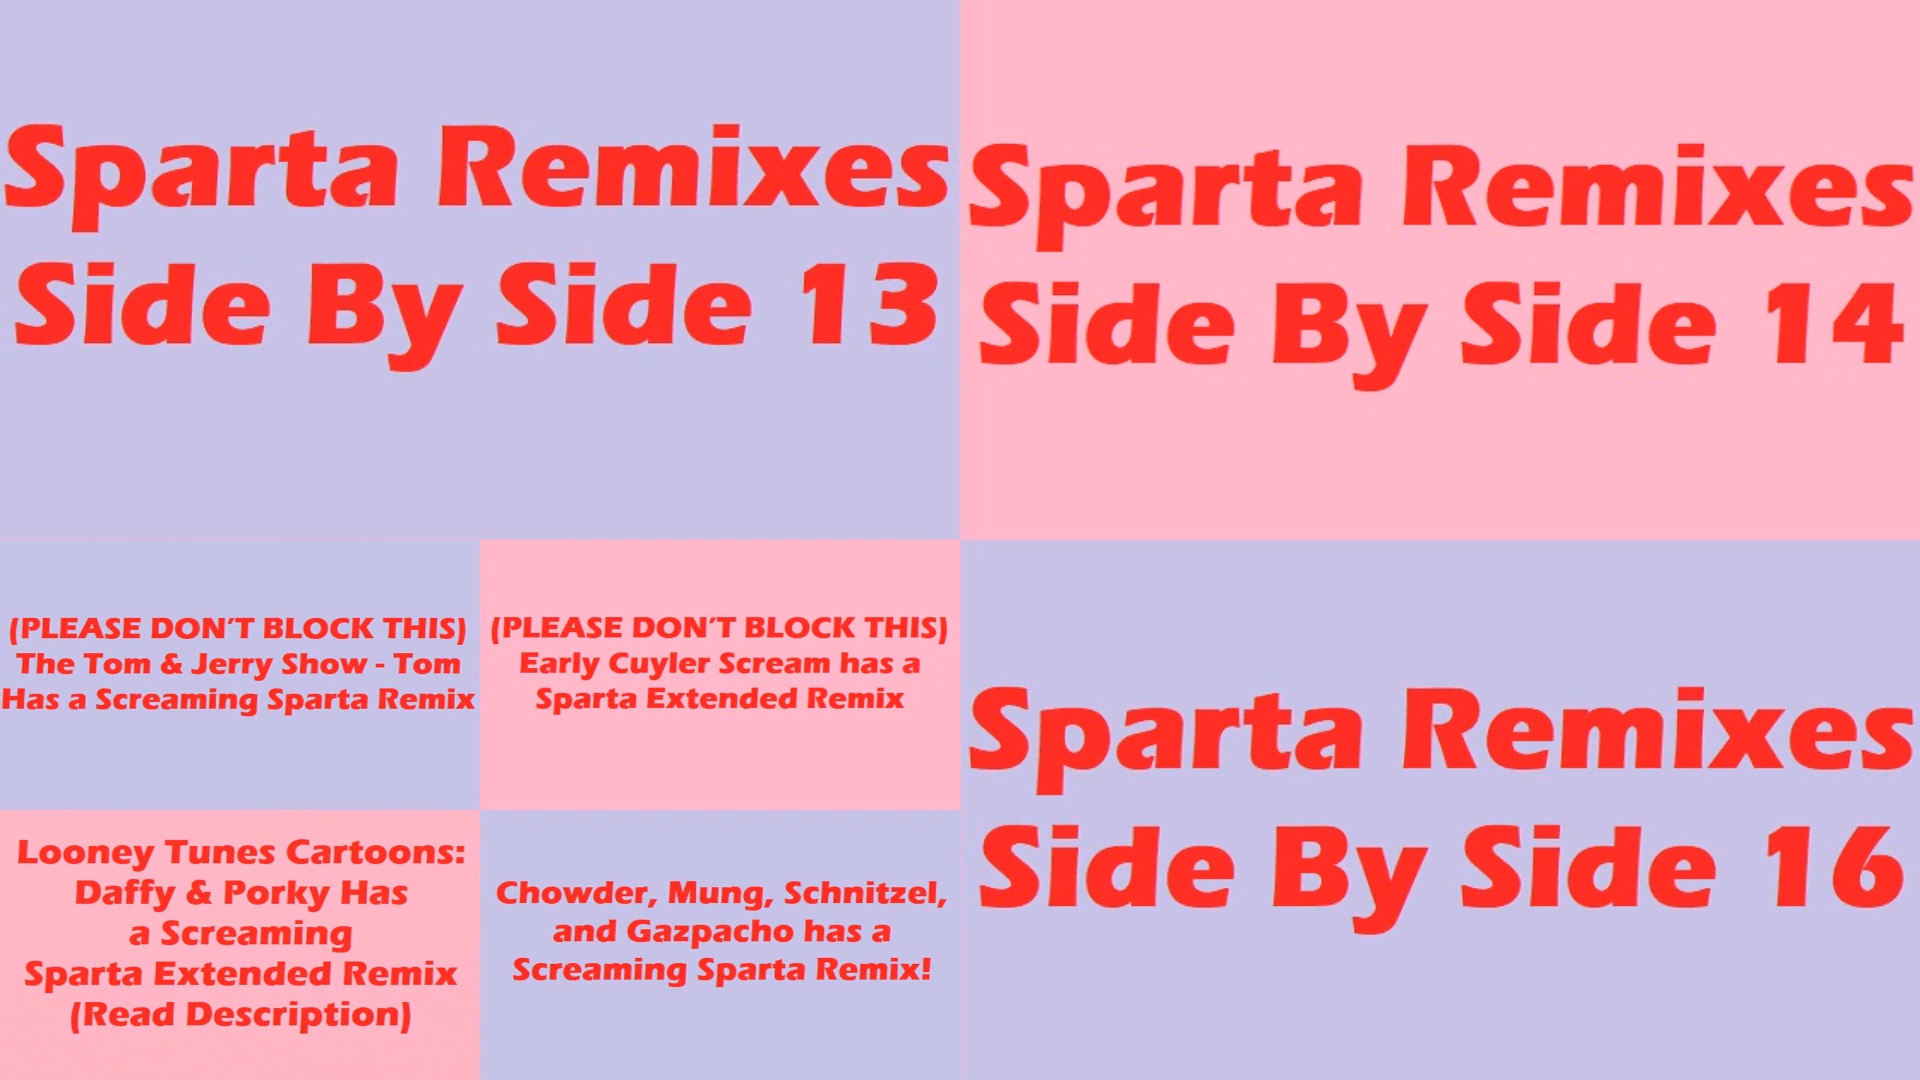 Sparta Remixes
Side By Side 13
Sparta Remixes
Side By Side 14
(PLEASE DON'T BLOCK THIS)
The Tom & Jerry Show - Tom
Has a Screaming Sparta Remix
(PLEASE DON'T BLOCK THIS)
Early Cuyler Scream has a
Sparta Extended Remix
Looney Tunes Cartoons:
Daffy & Porky Has
a Screaming
Sparta Extended Remix
(Read Description)
Chowder, Mung, Schnitzel,
and Gazpacho has a
Screaming Sparta Remix!
Sparta Remixes
Side By Side 16